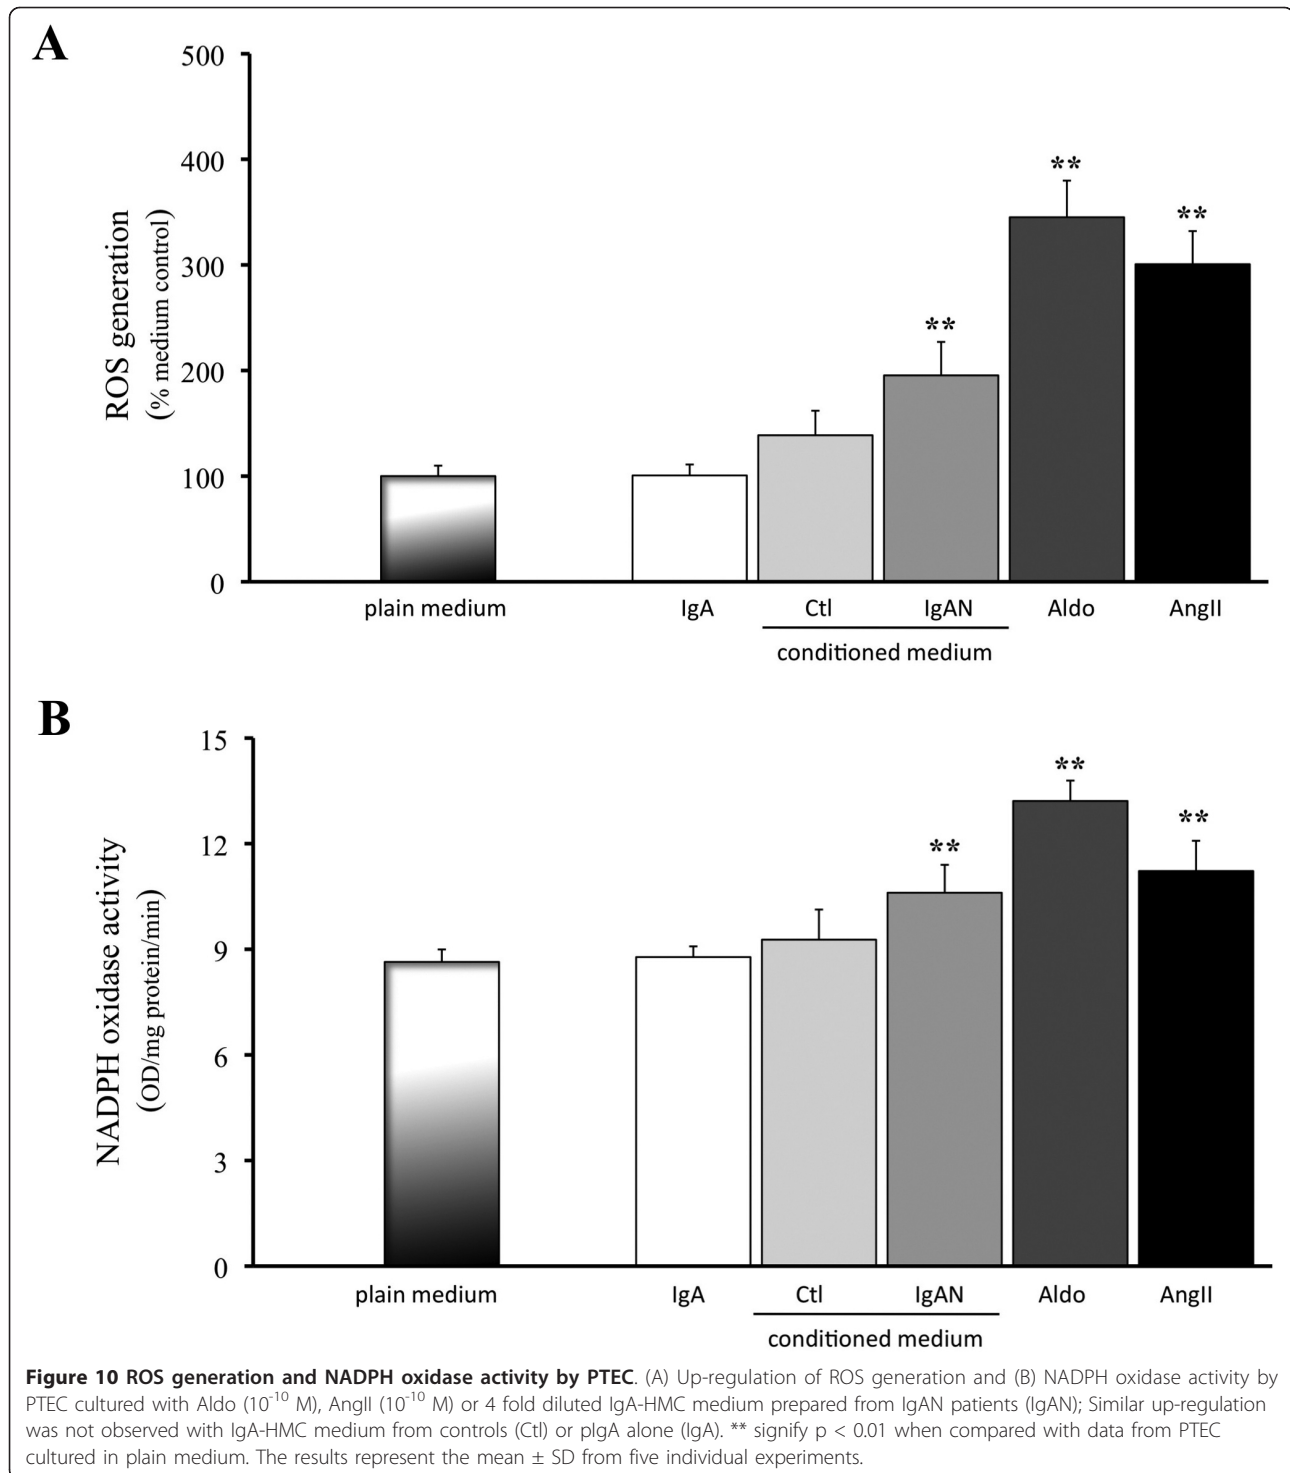 A
500
400
300
200
100
0
ROS generation
(% medium control)
**
**
**
plain medium
IgA
Ctl
IgAN
Aldo
AngII
conditioned medium
B
15
12
9
6
3
0
NADPH oxidase activity
(OD/mg protein/min)
**
**
**
plain medium
IgA
Ctl
IgAN
Aldo
AngII
conditioned medium
Figure 10 ROS generation and NADPH oxidase activity by PTEC. (A) Up-regulation of ROS generation and (B) NADPH oxidase activity by
PTEC cultured with Aldo (10⁻¹⁰ M), AngII (10⁻¹⁰ M) or 4 fold diluted IgA-HMC medium prepared from IgAN patients (IgAN); Similar up-regulation
was not observed with IgA-HMC medium from controls (Ctl) or pIgA alone (IgA). ** signify p < 0.01 when compared with data from PTEC
cultured in plain medium. The results represent the mean ± SD from five individual experiments.